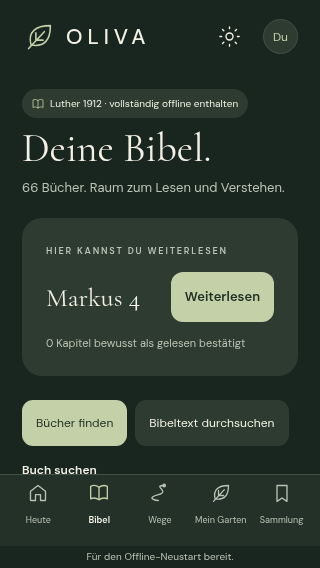 OLIVA
Du
Luther 1912 · vollständig offline enthalten
Deine Bibel.
66 Bücher. Raum zum Lesen und Verstehen.
HIER KANNST DU WEITERLESEN
Markus 4
Weiterlesen
0 Kapitel bewusst als gelesen bestätigt
Bücher finden
Bibeltext durchsuchen
Buch suchen
Heute
Bibel
Wege
Mein Garten
Sammlung
Für den Offline-Neustart bereit.